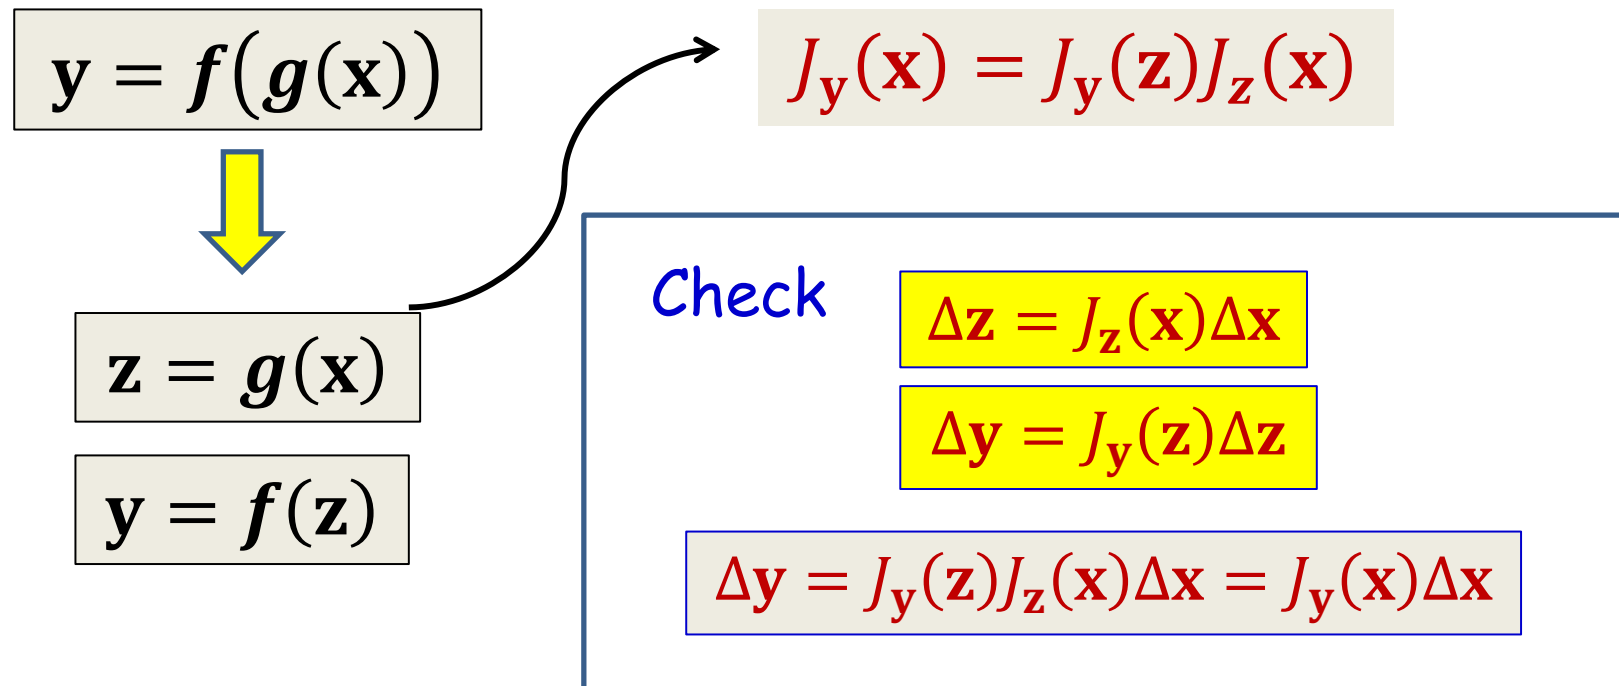 𝐲 = 𝒇(𝒈(𝐱))
𝐳 = 𝒈(𝐱)
𝐲 = 𝒇(𝐳)
J_𝐲(𝐱) = J_𝐲(𝐳)J_𝒛(𝐱)
Check
Δ𝐳 = J_𝐳(𝐱)Δ𝐱
Δ𝐲 = J_𝐲(𝐳)Δ𝐳
Δ𝐲 = J_𝐲(𝐳)J_𝐳(𝐱)Δ𝐱 = J_𝐲(𝐱)Δ𝐱